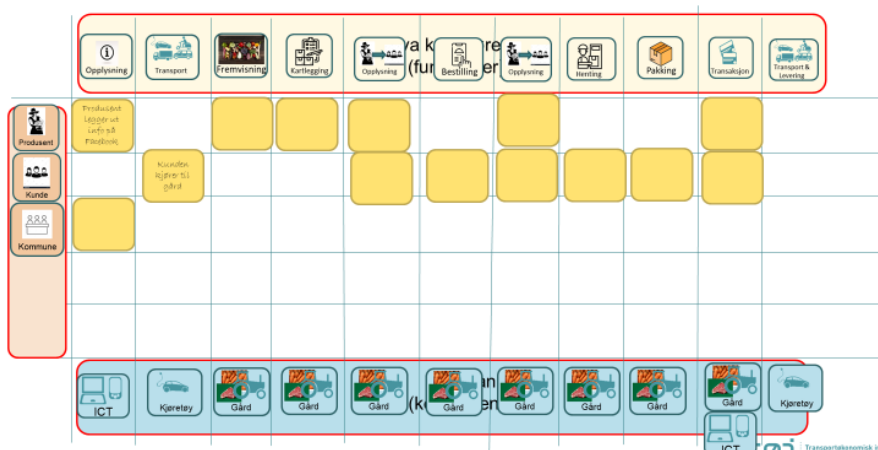 Opplysning
Transport
Fremvisning
Kartlegging
Opplysning
Bestilling
Opplysning
Henting
Pakking
Transaksjon
Transport &
Levering
Produsent
Kunde
Kommune
Produsent
legger ut
info på
Facebook
Kunden
kjører til
gård
ICT
Kjøretøy
Gård
Gård
Gård
Gård
Gård
Gård
Gård
Gård
Kjøretøy
ICT
Transportøkonomisk